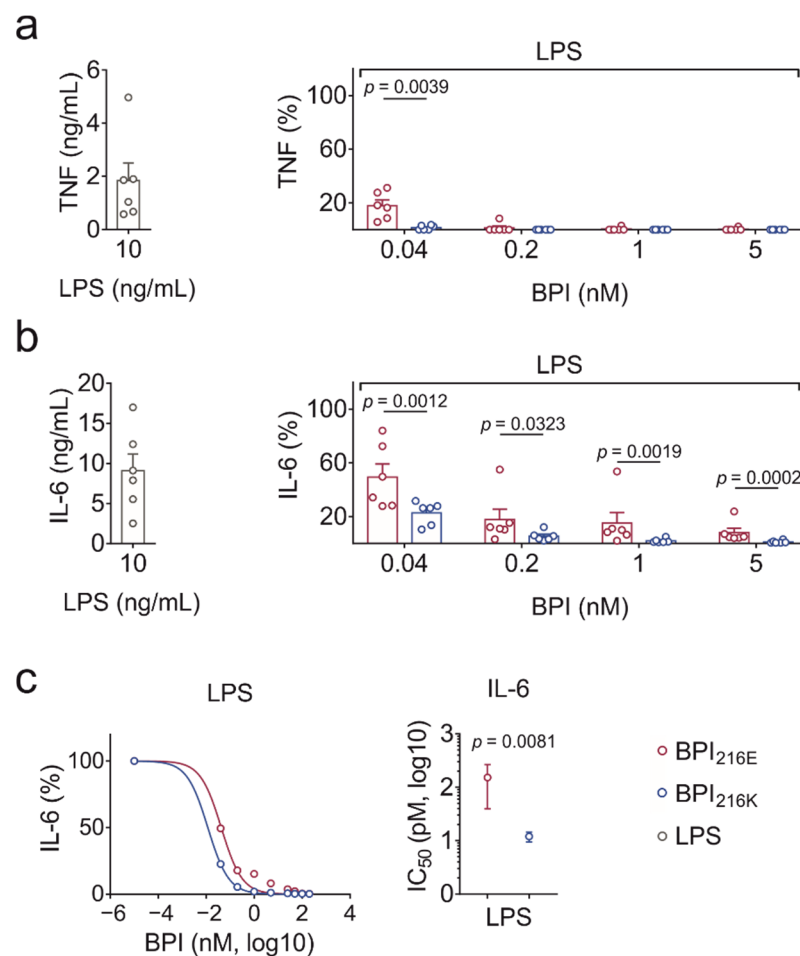 a
LPS
TNF (ng/mL)
6
4
2
0
10
LPS (ng/mL)
TNF (%)
100
60
20
p = 0.0039
0.04 0.2 1 5
BPI (nM)
b
LPS
IL-6 (ng/mL)
20
15
10
5
0
10
LPS (ng/mL)
IL-6 (%)
100
60
20
p = 0.0012
p = 0.0323
p = 0.0019
p = 0.0002
0.04 0.2 1 5
BPI (nM)
c
LPS
IL-6 (%)
100
50
0
−6 −4 −2 0 2 4
BPI (nM, log10)
IL-6
IC50 (pM, log10)
3
2
1
0
p = 0.0081
LPS
BPI216E
BPI216K
LPS